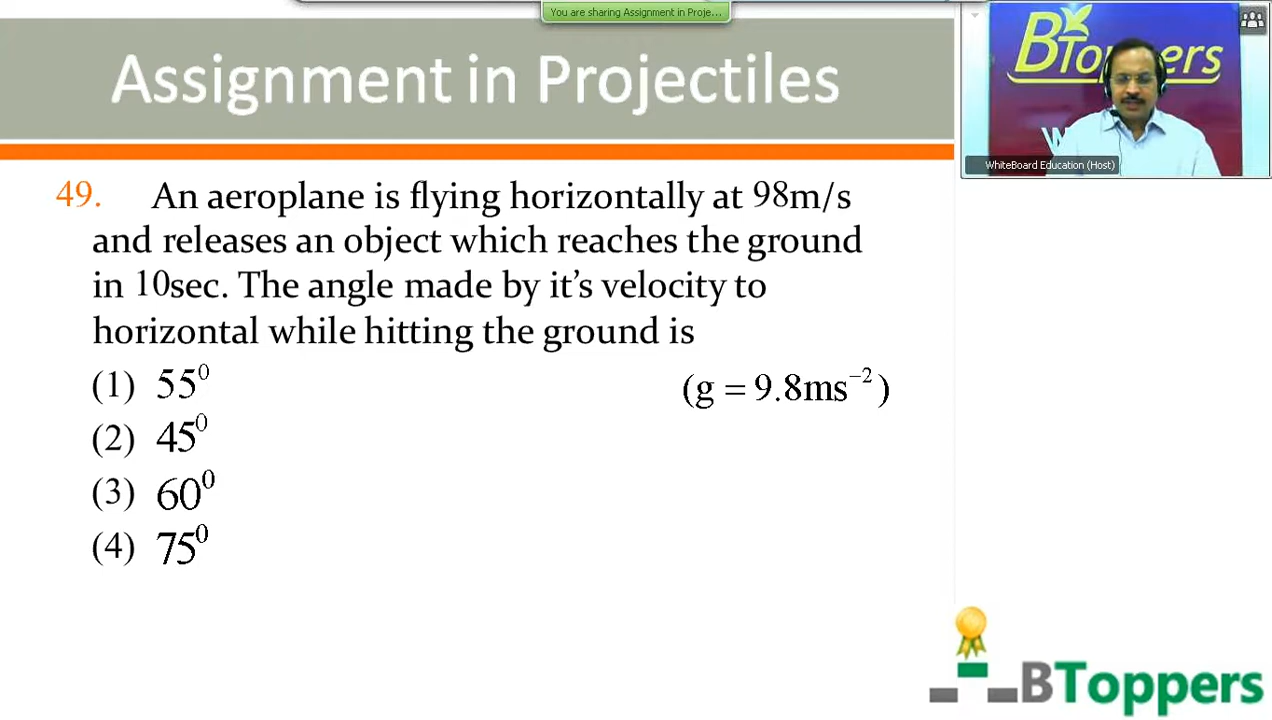 You are sharing Assignment in Proje...
Assignment in Projectiles
BToppers
WhiteBoard Education (Host)
49. An aeroplane is flying horizontally at 98m/s
and releases an object which reaches the ground
in 10sec. The angle made by it’s velocity to
horizontal while hitting the ground is
(1) 55⁰
(g = 9.8ms⁻²)
(2) 45⁰
(3) 60⁰
(4) 75⁰
BToppers